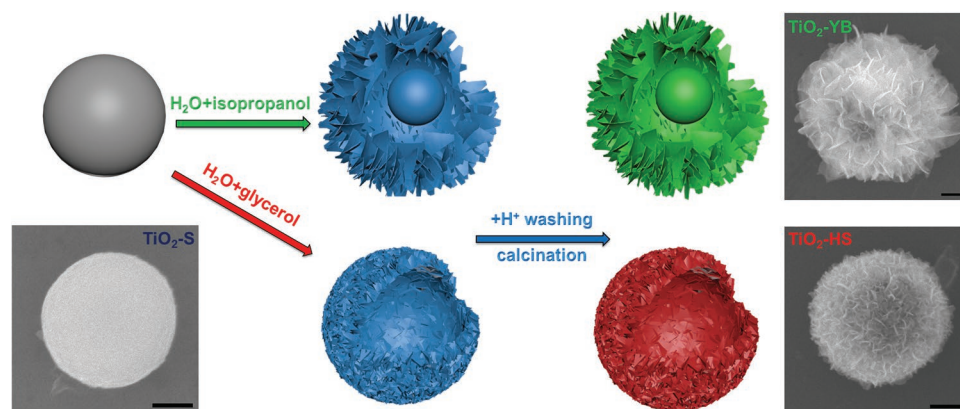 TiO₂-YB
H₂O+isopropanol
H₂O+glycerol
+H⁺ washing
calcination
TiO₂-S
TiO₂-HS